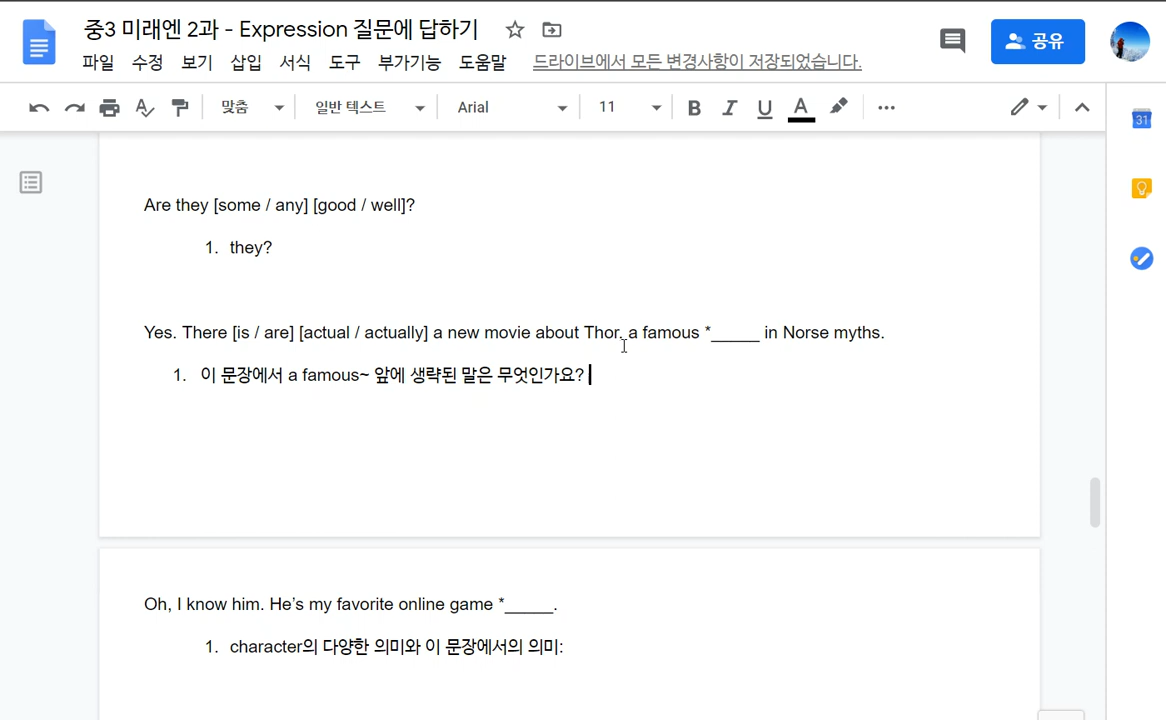 중3 미래엔 2과 - Expression 질문에 답하기
파일 수정 보기 삽입 서식 도구 부가기능 도움말 드라이브에서 모든 변경사항이 저장되었습니다.
공유
맞춤 일반 텍스트 Arial 11 B I U A
31
Are they [some / any] [good / well]?
1. they?
Yes. There [is / are] [actual / actually] a new movie about Thor, a famous *_____ in Norse myths.
1. 이 문장에서 a famous~ 앞에 생략된 말은 무엇인가요?
Oh, I know him. He’s my favorite online game *_____.
1. character의 다양한 의미와 이 문장에서의 의미: